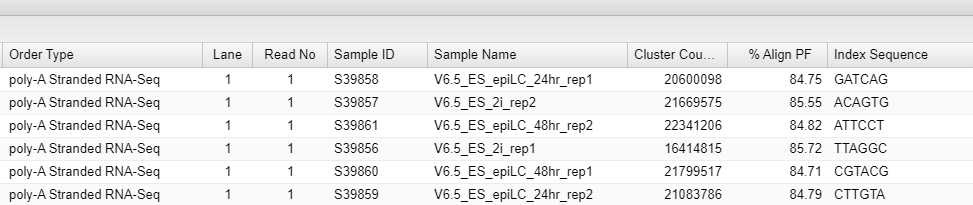 Order Type Lane Read No Sample ID Sample Name Cluster Cou... % Align PF Index Sequence
poly-A Stranded RNA-Seq 1 1 S39858 V6.5_ES_epiLC_24hr_rep1 20600098 84.75 GATCAG
poly-A Stranded RNA-Seq 1 1 S39857 V6.5_ES_2i_rep2 21669575 85.55 ACAGTG
poly-A Stranded RNA-Seq 1 1 S39861 V6.5_ES_epiLC_48hr_rep2 22341206 84.82 ATTCCT
poly-A Stranded RNA-Seq 1 1 S39856 V6.5_ES_2i_rep1 16414815 85.72 TTAGGC
poly-A Stranded RNA-Seq 1 1 S39860 V6.5_ES_epiLC_48hr_rep1 21799517 84.71 CGTACG
poly-A Stranded RNA-Seq 1 1 S39859 V6.5_ES_epiLC_24hr_rep2 21083786 84.79 CTTGTA